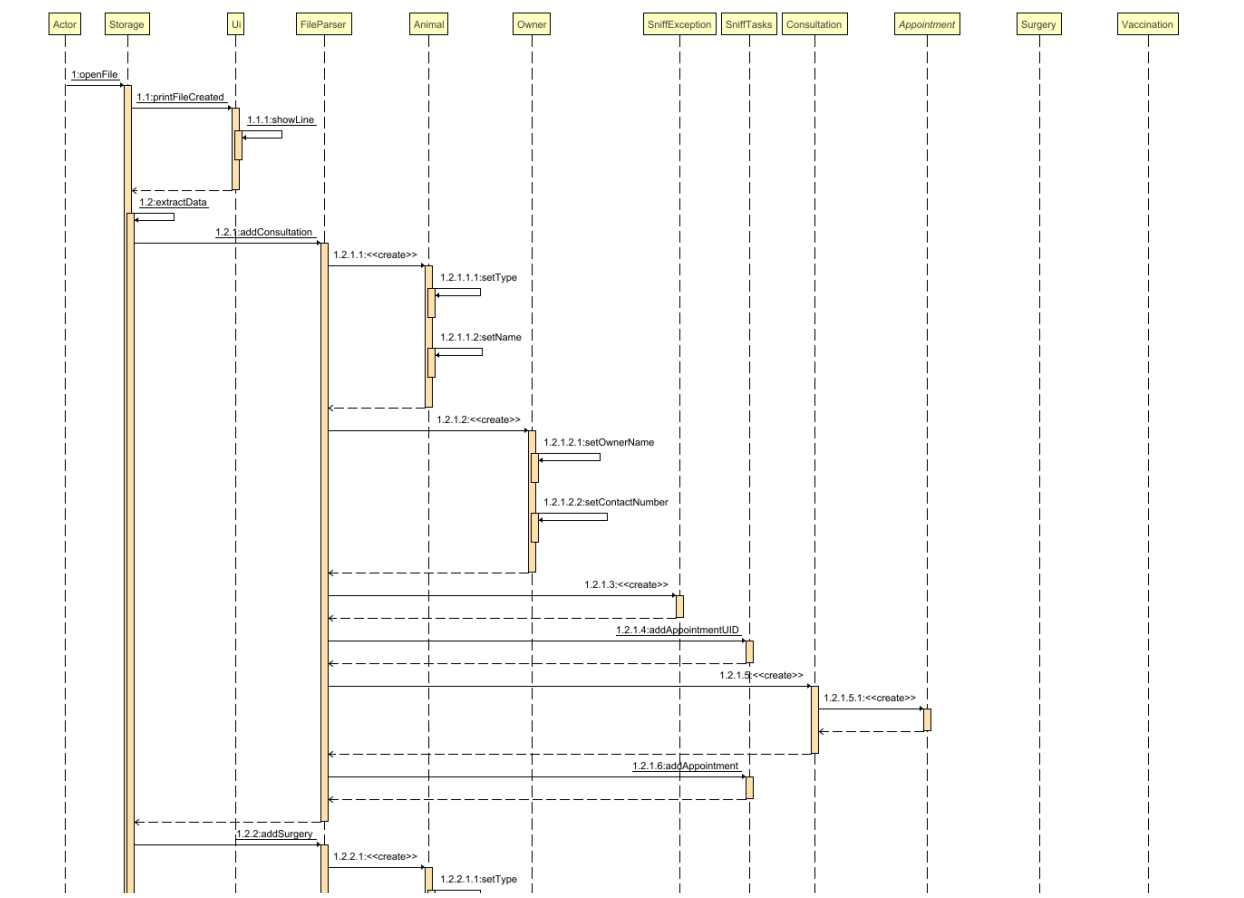 Actor Storage Ui FileParser Animal Owner SniffException SniffTasks Consultation Appointment Surgery Vaccination
1:openFile
1.1:printFileCreated
1.1.1:showLine
1.2:extractData
1.2.1:addConsultation
1.2.1.1:<<create>>
1.2.1.1.1:setType
1.2.1.1.2:setName
1.2.1.2:<<create>>
1.2.1.2.1:setOwnerName
1.2.1.2.2:setContactNumber
1.2.1.3:<<create>>
1.2.1.4:addAppointmentUID
1.2.1.5:<<create>>
1.2.1.5.1:<<create>>
1.2.1.6:addAppointment
1.2.2:addSurgery
1.2.2.1:<<create>>
1.2.2.1.1:setType